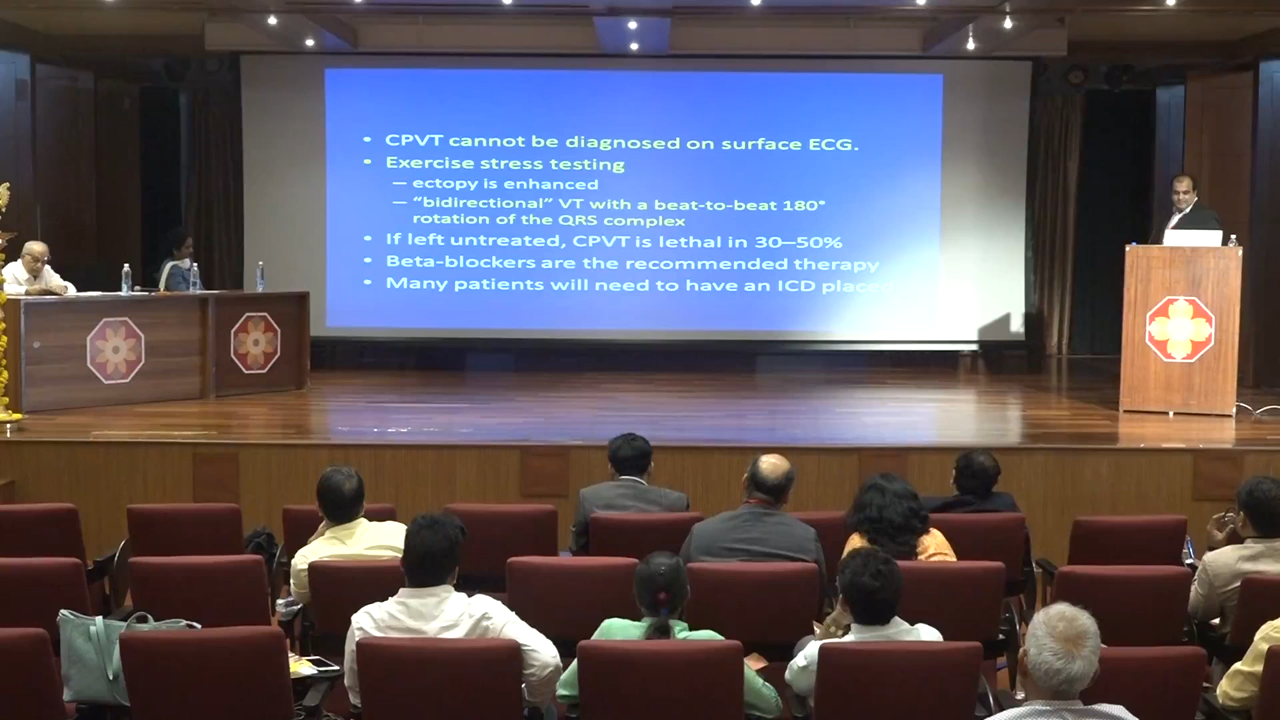 • CPVT cannot be diagnosed on surface ECG.
• Exercise stress testing
– ectopy is enhanced
– “bidirectional” VT with a beat-to-beat 180°
rotation of the QRS complex
• If left untreated, CPVT is lethal in 30–50%
• Beta-blockers are the recommended therapy
• Many patients will need to have an ICD placed